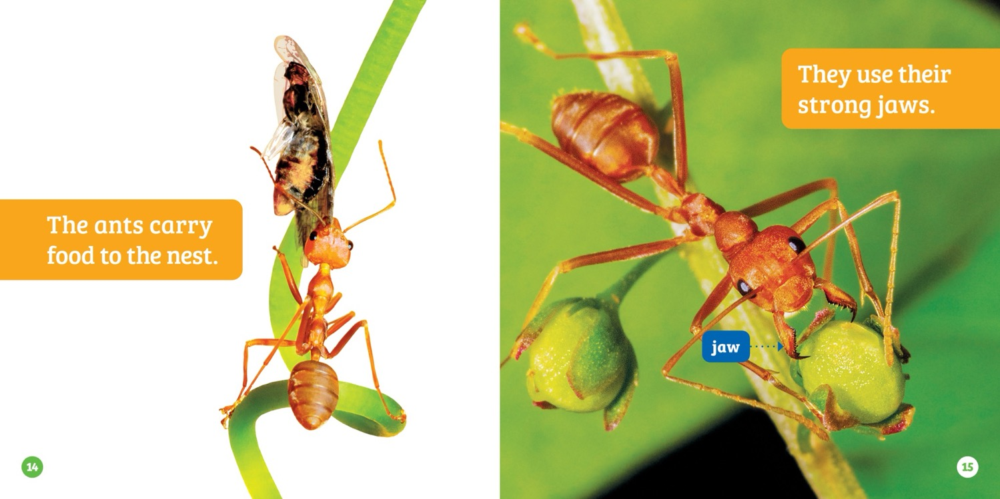 The ants carry
food to the nest.
14
They use their
strong jaws.
jaw
15